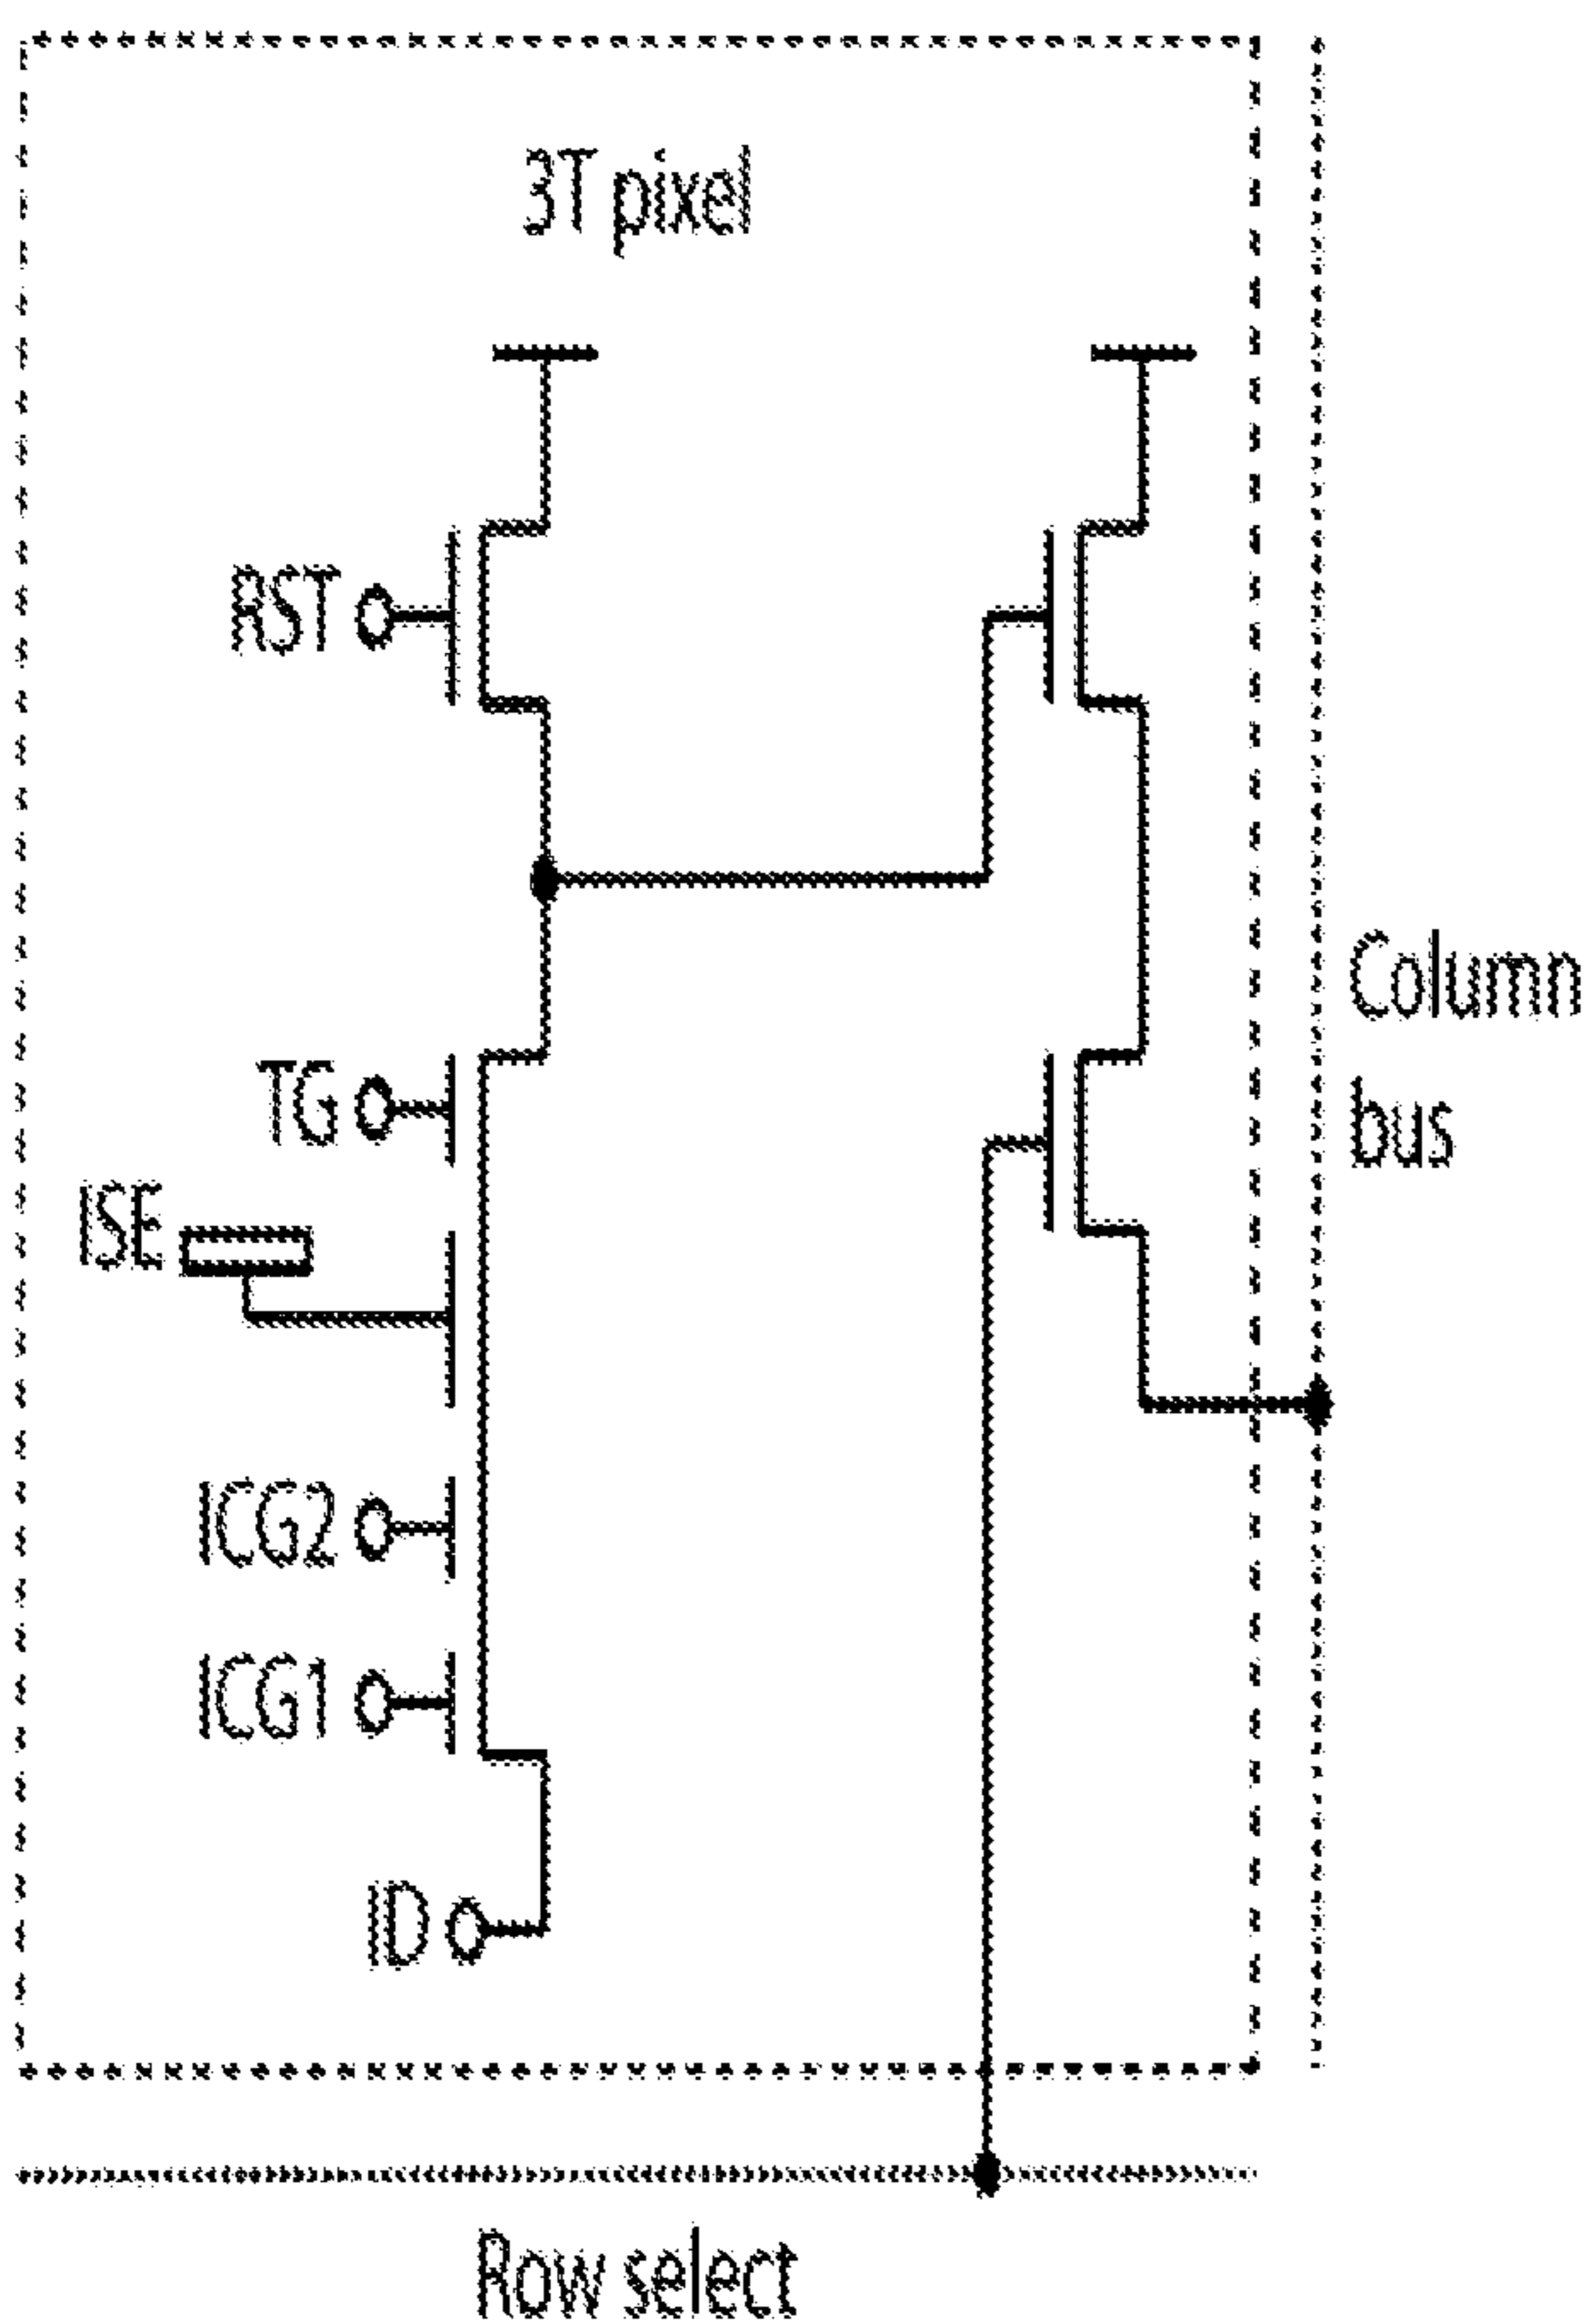 3T pixel
RST
TG
ISE
Column
bus
ICG2
ICG1
ID
Row select